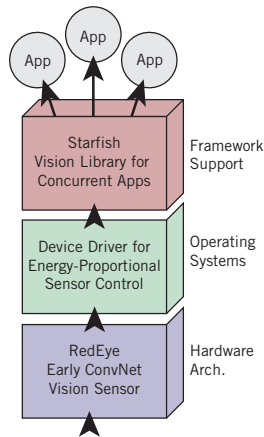 App
App
App
Starfish
Vision Library for
Concurrent Apps
Framework
Support
Device Driver for
Energy-Proportional
Sensor Control
Operating
Systems
RedEye
Early ConvNet
Vision Sensor
Hardware
Arch.